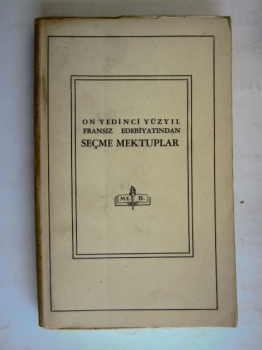 ON YEDİNCİ YÜZYIL
FRANSIZ EDEBİYATINDAN
SEÇME MEKTUPLAR